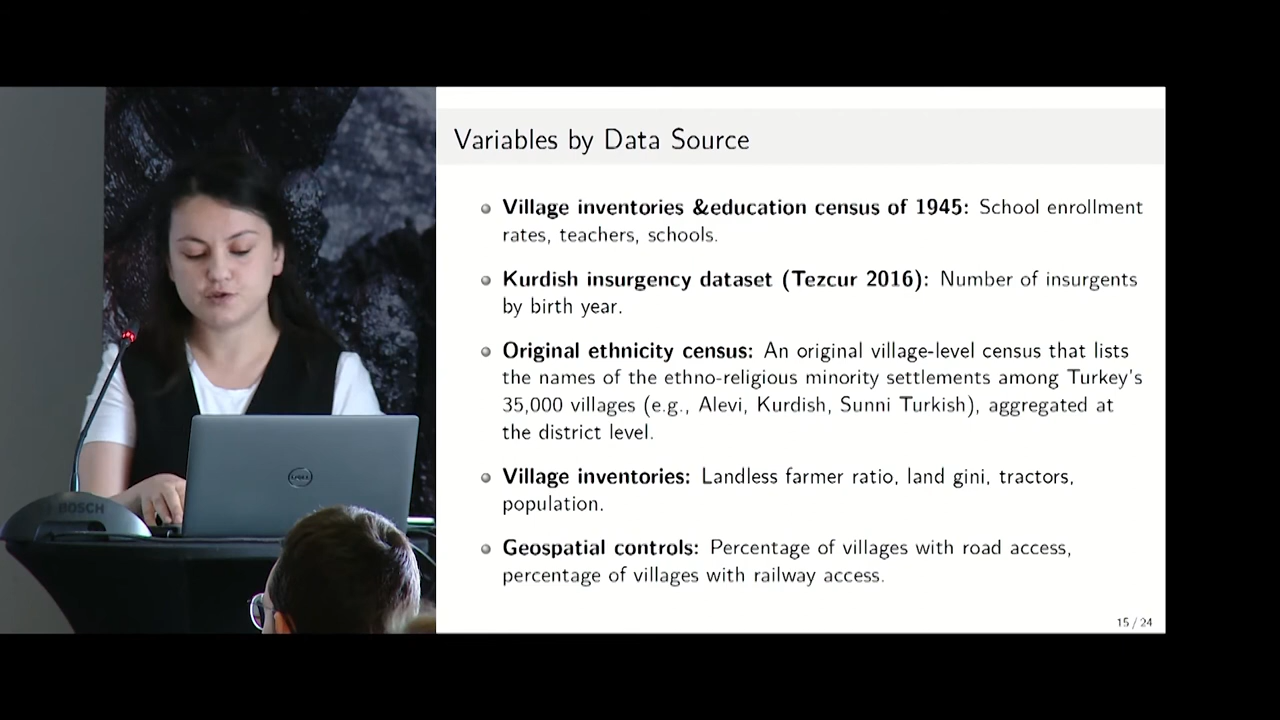 Variables by Data Source
Village inventories &education census of 1945: School enrollment
rates, teachers, schools.
Kurdish insurgency dataset (Tezcur 2016): Number of insurgents
by birth year.
Original ethnicity census: An original village-level census that lists
the names of the ethno-religious minority settlements among Turkey's
35,000 villages (e.g., Alevi, Kurdish, Sunni Turkish), aggregated at
the district level.
Village inventories: Landless farmer ratio, land gini, tractors,
population.
Geospatial controls: Percentage of villages with road access,
percentage of villages with railway access.
15 / 24
BOSCH
DELL